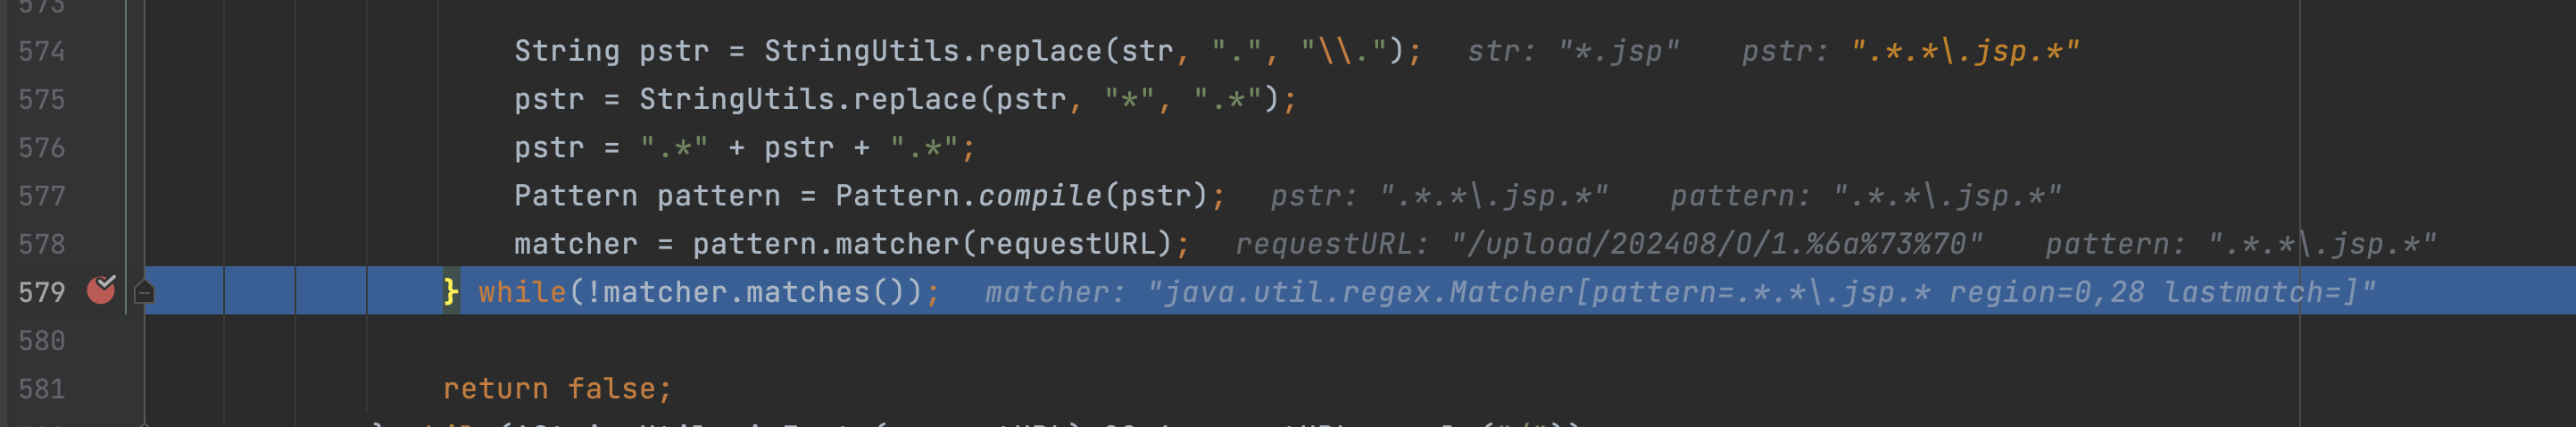 573
574 String pstr = StringUtils.replace(str, ".", "\\."); str: "*.jsp" pstr: ".*.*\.jsp.*"
575 pstr = StringUtils.replace(pstr, "*", ".*");
576 pstr = ".*" + pstr + ".*";
577 Pattern pattern = Pattern.compile(pstr); pstr: ".*.*\.jsp.*" pattern: ".*.*\.jsp.*"
578 matcher = pattern.matcher(requestURL); requestURL: "/upload/202408/0/1.%6a%73%70" pattern: ".*.*\.jsp.*"
579 } while(!matcher.matches()); matcher: "java.util.regex.Matcher[pattern=.*.*\.jsp.* region=0,28 lastmatch=]"
580
581 return false;